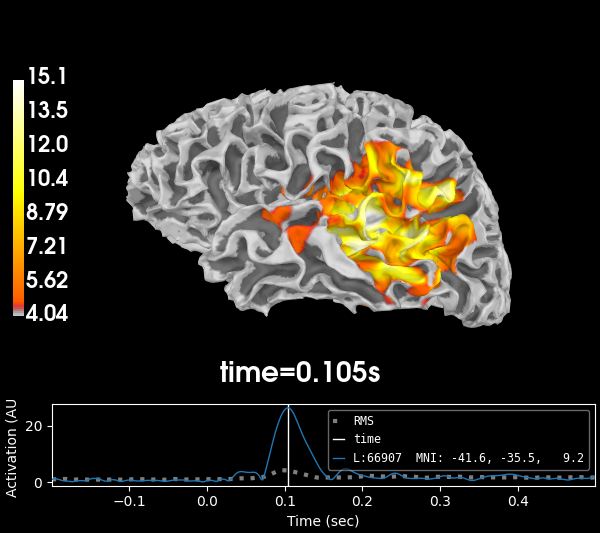 15.1
13.5
12.0
10.4
8.79
7.21
5.62
4.04
time=0.105s
Activation (AU
20
0
RMS
time
L:66907 MNI: -41.6, -35.5, 9.2
−0.1 0.0 0.1 0.2 0.3 0.4
Time (sec)